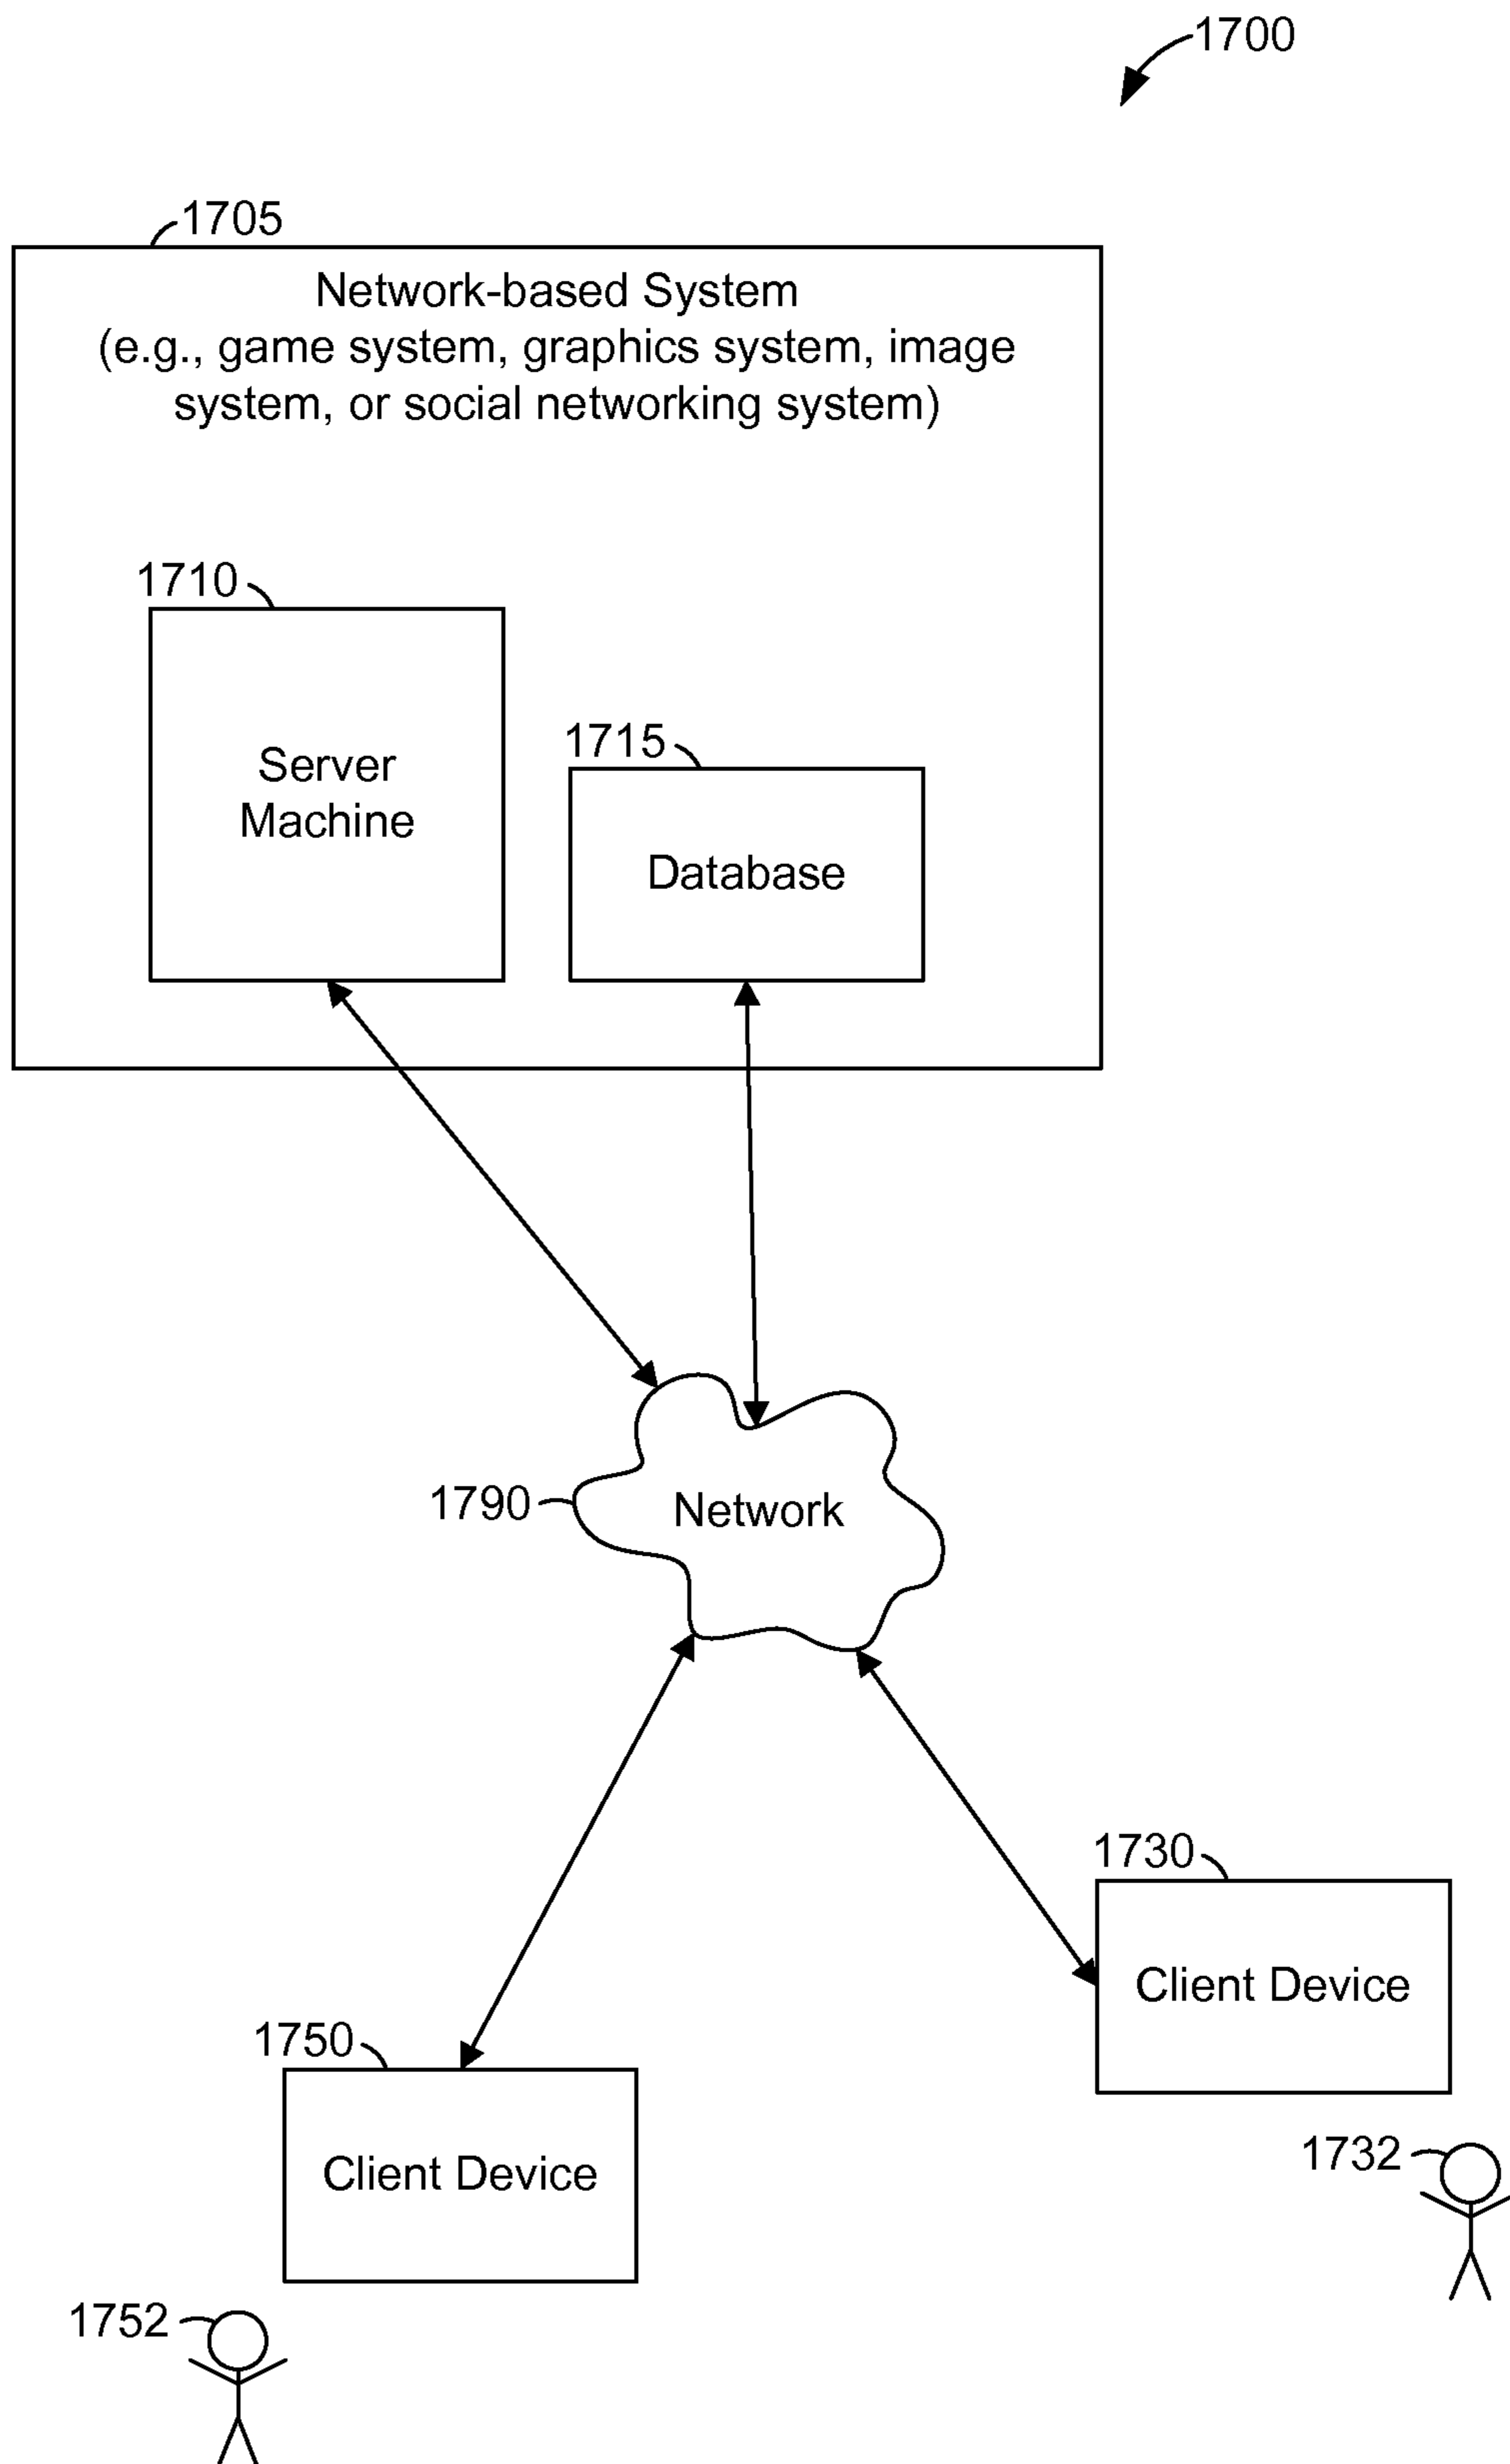 1700
1705
Network-based System
(e.g., game system, graphics system, image
system, or social networking system)
1710
Server
Machine
1715
Database
1790
Network
1730
Client Device
1750
Client Device
1732
1752